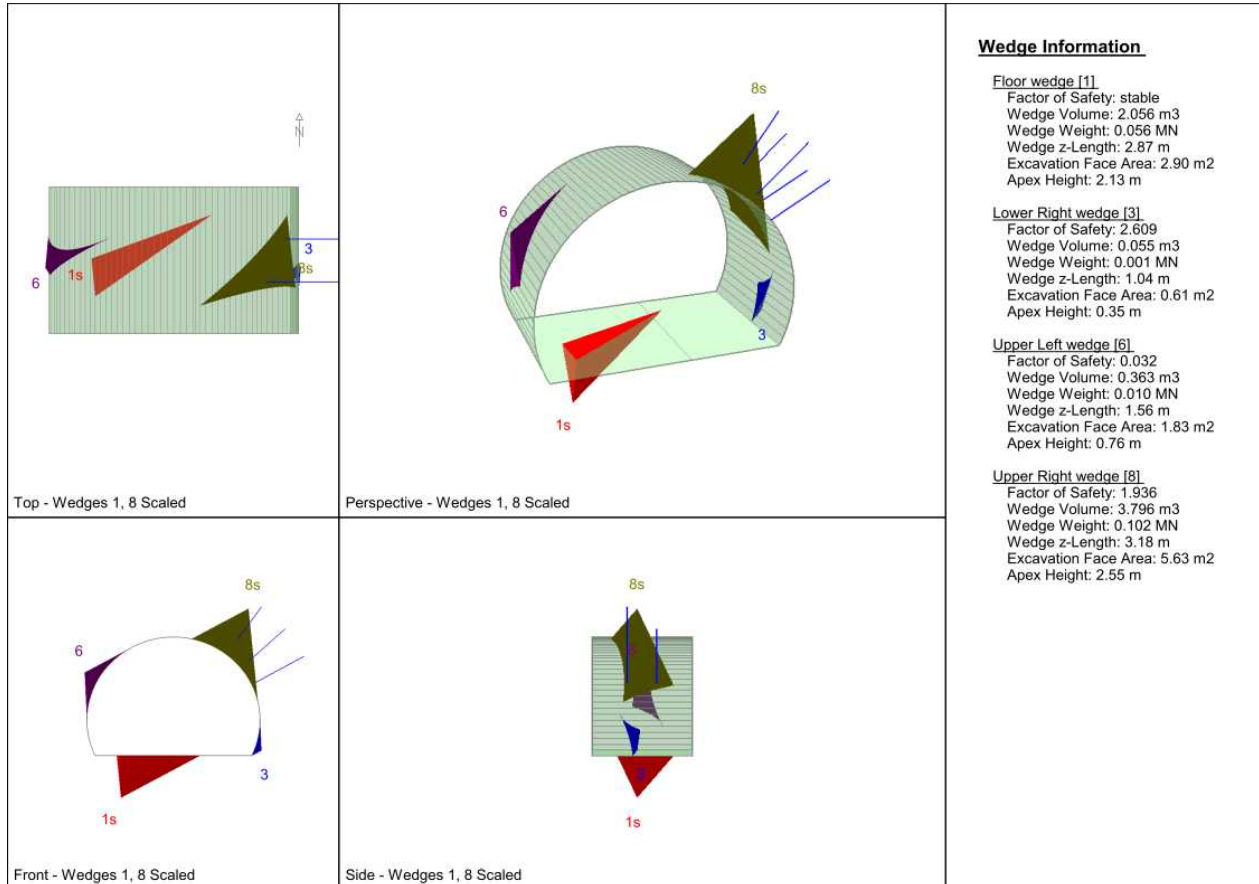 N
3
8s
1s
6
Top - Wedges 1, 8 Scaled
8s
6
3
1s
Perspective - Wedges 1, 8 Scaled
8s
6
3
1s
Front - Wedges 1, 8 Scaled
8s
1s
Side - Wedges 1, 8 Scaled
Wedge Information
Floor wedge [1]
Factor of Safety: stable
Wedge Volume: 2.056 m3
Wedge Weight: 0.056 MN
Wedge z-Length: 2.87 m
Excavation Face Area: 2.90 m2
Apex Height: 2.13 m
Lower Right wedge [3]
Factor of Safety: 2.609
Wedge Volume: 0.055 m3
Wedge Weight: 0.001 MN
Wedge z-Length: 1.04 m
Excavation Face Area: 0.61 m2
Apex Height: 0.35 m
Upper Left wedge [6]
Factor of Safety: 0.032
Wedge Volume: 0.363 m3
Wedge Weight: 0.010 MN
Wedge z-Length: 1.56 m
Excavation Face Area: 1.83 m2
Apex Height: 0.76 m
Upper Right wedge [8]
Factor of Safety: 1.936
Wedge Volume: 3.796 m3
Wedge Weight: 0.102 MN
Wedge z-Length: 3.18 m
Excavation Face Area: 5.63 m2
Apex Height: 2.55 m